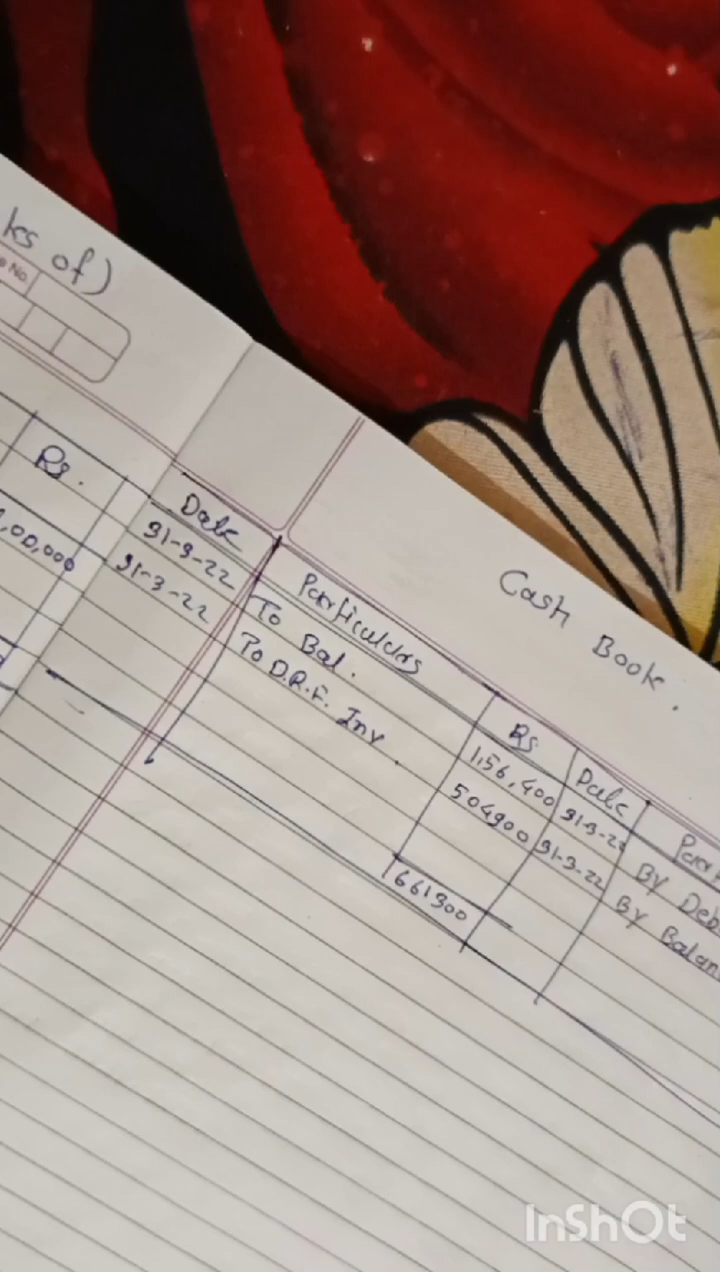 ks of)
No.
Rs.
,00,000
Cash Book.
Date Particulars Rs Date
31-3-22 To Bal. 1,56,400 31-3-22 By Deb
31-3-22 To D.R.F. Inv. 504900 31-3-22 By Balan
661300
InShOt